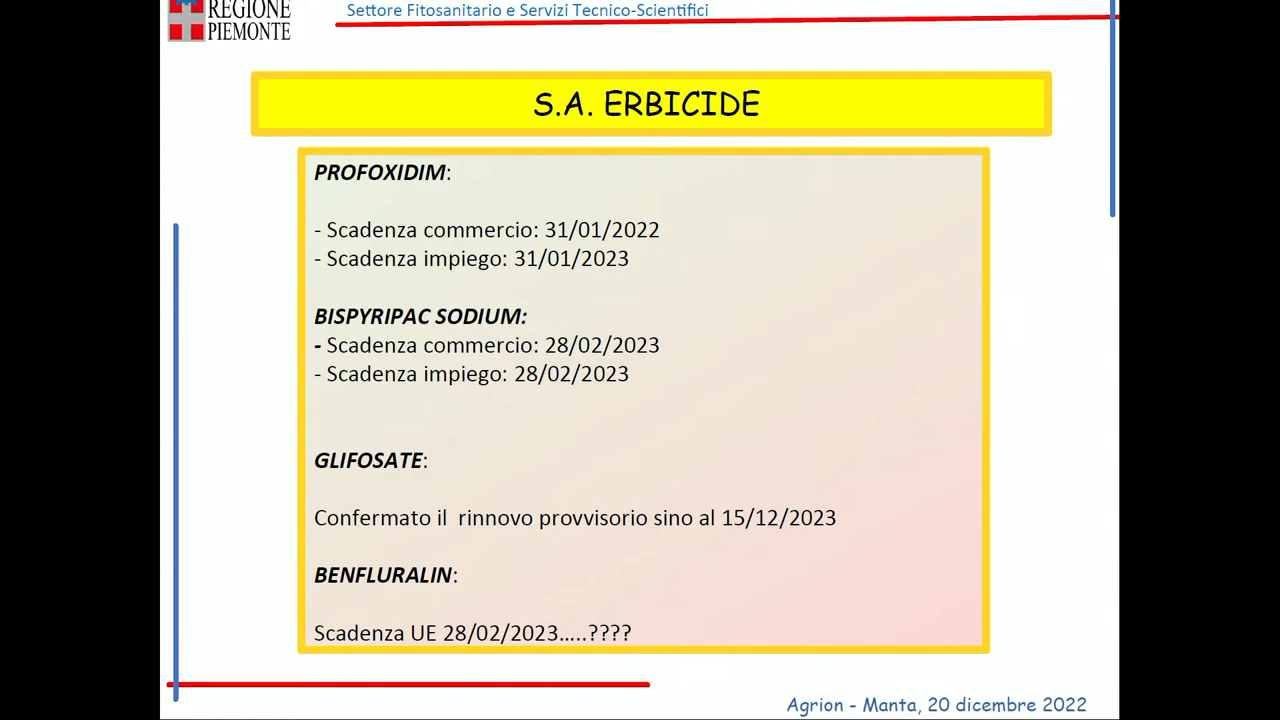 REGIONE
PIEMONTE
Settore Fitosanitario e Servizi Tecnico-Scientifici
S.A. ERBICIDE
PROFOXIDIM:
- Scadenza commercio: 31/01/2022
- Scadenza impiego: 31/01/2023
BISPYRIPAC SODIUM:
- Scadenza commercio: 28/02/2023
- Scadenza impiego: 28/02/2023
GLIFOSATE:
Confermato il  rinnovo provvisorio sino al 15/12/2023
BENFLURALIN:
Scadenza UE 28/02/2023.....????
Agrion - Manta, 20 dicembre 2022